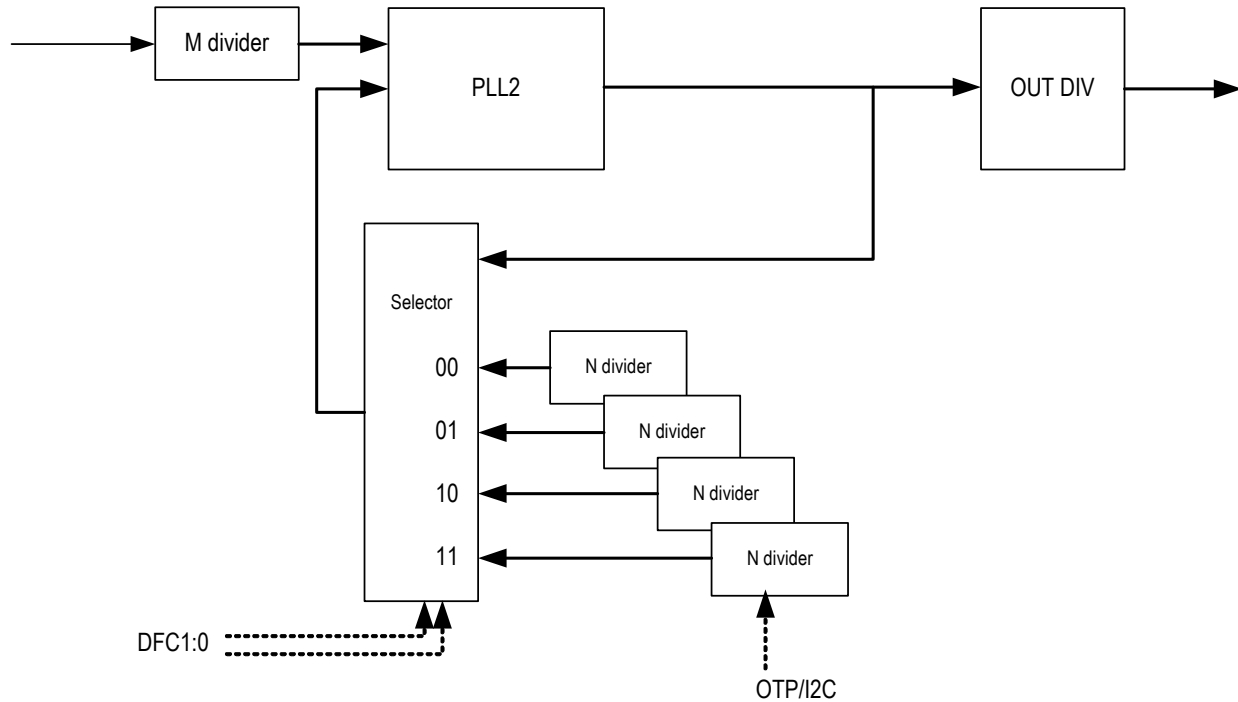 M divider
PLL2
OUT DIV
Selector
00
N divider
01
N divider
10
N divider
11
N divider
DFC1:0
OTP/I2C